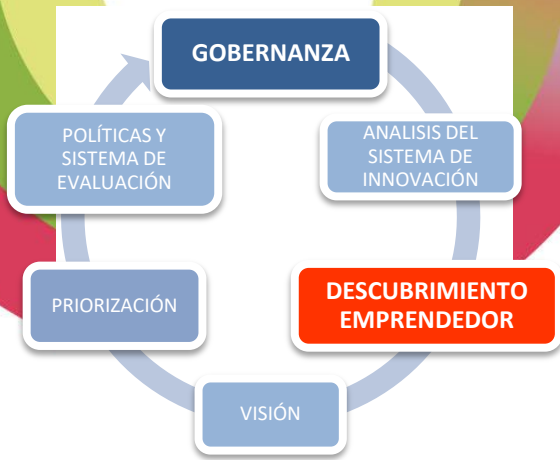 GOBERNANZA
ANALISIS DEL
SISTEMA DE
INNOVACIÓN
DESCUBRIMIENTO
EMPRENDEDOR
VISIÓN
PRIORIZACIÓN
POLÍTICAS Y
SISTEMA DE
EVALUACIÓN